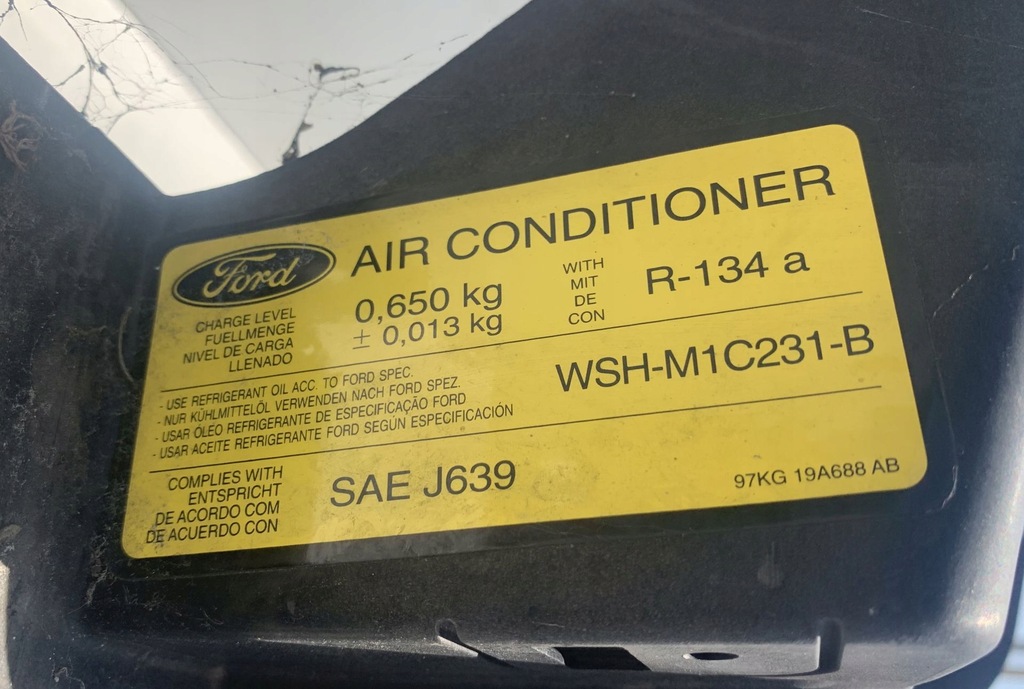 Ford
AIR CONDITIONER
CHARGE LEVEL
FUELLMENGE
NIVEL DE CARGA
LLENADO
0,650 kg
± 0,013 kg
WITH
MIT
DE
CON
R-134 a
- USE REFRIGERANT OIL ACC. TO FORD SPEC.
- NUR KÜHLMITTELÖL VERWENDEN NACH FORD SPEZ.
- USAR ÓLEO REFRIGERANTE DE ESPECIFICAÇÃO FORD
- USAR ACEITE REFRIGERANTE FORD SEGÚN ESPECIFICACIÓN
WSH-M1C231-B
COMPLIES WITH
ENTSPRICHT
DE ACORDO COM
DE ACUERDO CON
SAE J639
97KG 19A688 AB